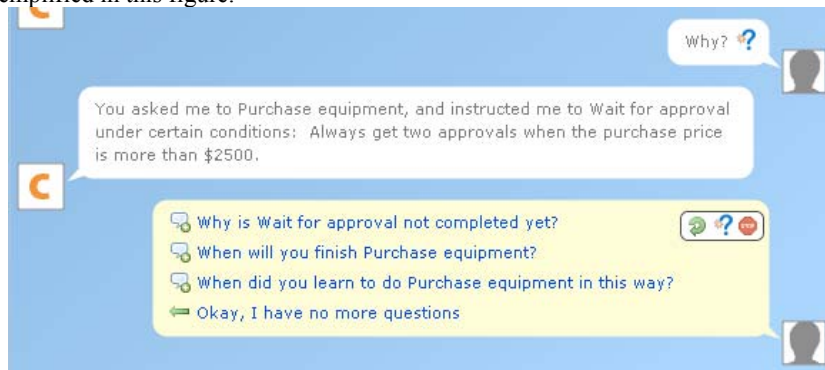 emplified in this figure.
C
Why? ?
You asked me to Purchase equipment, and instructed me to Wait for approval
under certain conditions:  Always get two approvals when the purchase price
is more than $2500.
C
Why is Wait for approval not completed yet?
?
STOP
When will you finish Purchase equipment?
When did you learn to do Purchase equipment in this way?
Okay, I have no more questions